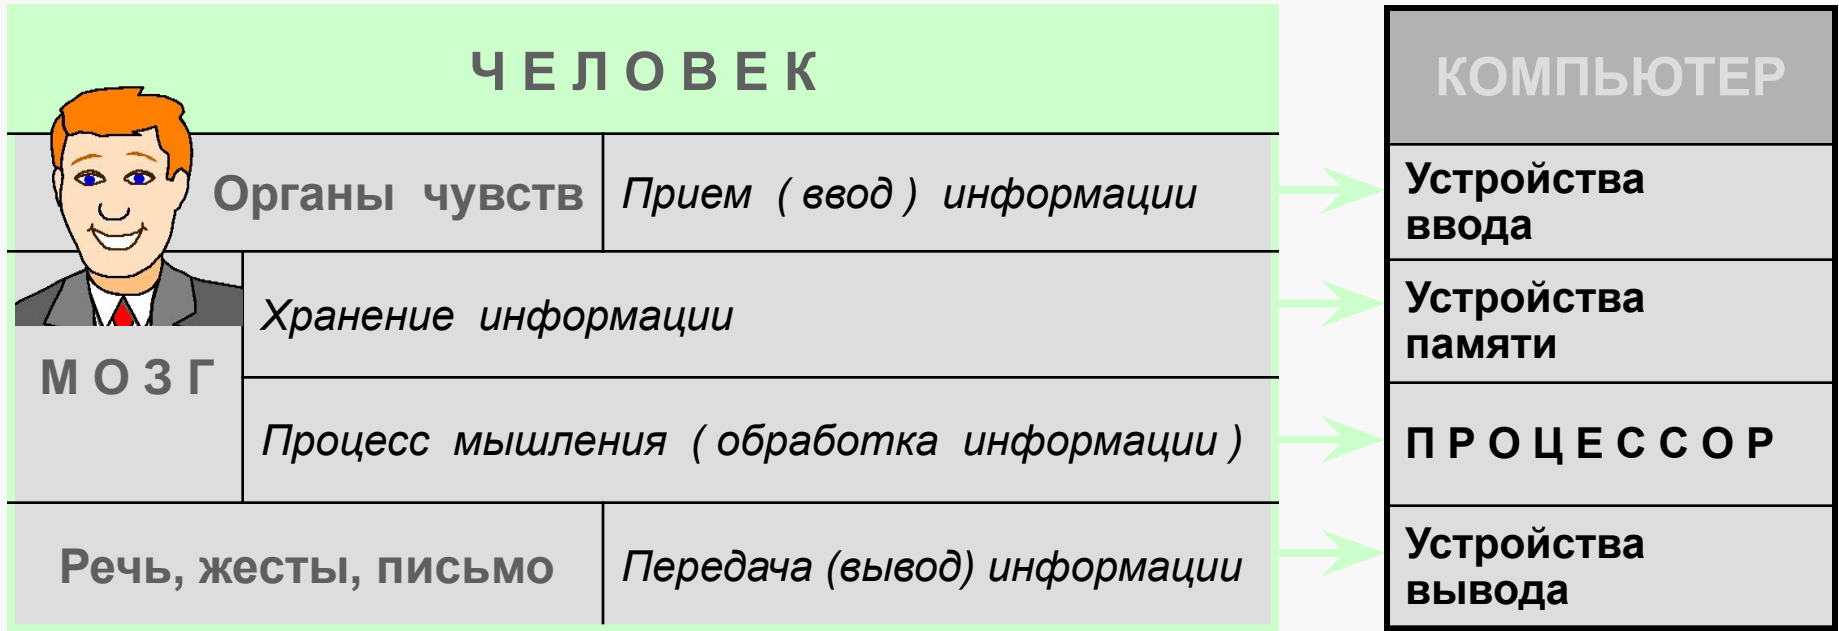 Ч Е Л О В Е К
КОМПЬЮТЕР
Органы чувств
Прием ( ввод ) информации
Устройства
ввода
М О З Г
Хранение информации
Устройства
памяти
Процесс мышления ( обработка информации )
П Р О Ц Е С С О Р
Речь, жесты, письмо
Передача (вывод) информации
Устройства
вывода